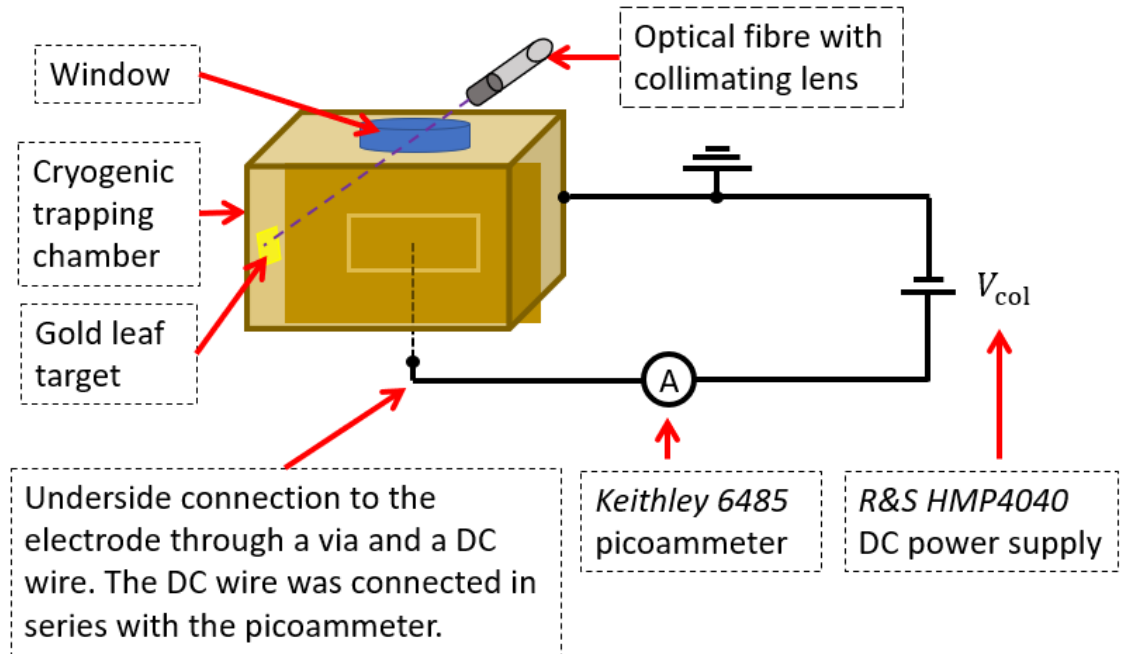 Window
Optical fibre with
collimating lens
Cryogenic
trapping
chamber
Gold leaf
target
V_col
A
Underside connection to the
electrode through a via and a DC
wire. The DC wire was connected in
series with the picoammeter.
Keithley 6485
picoammeter
R&S HMP4040
DC power supply